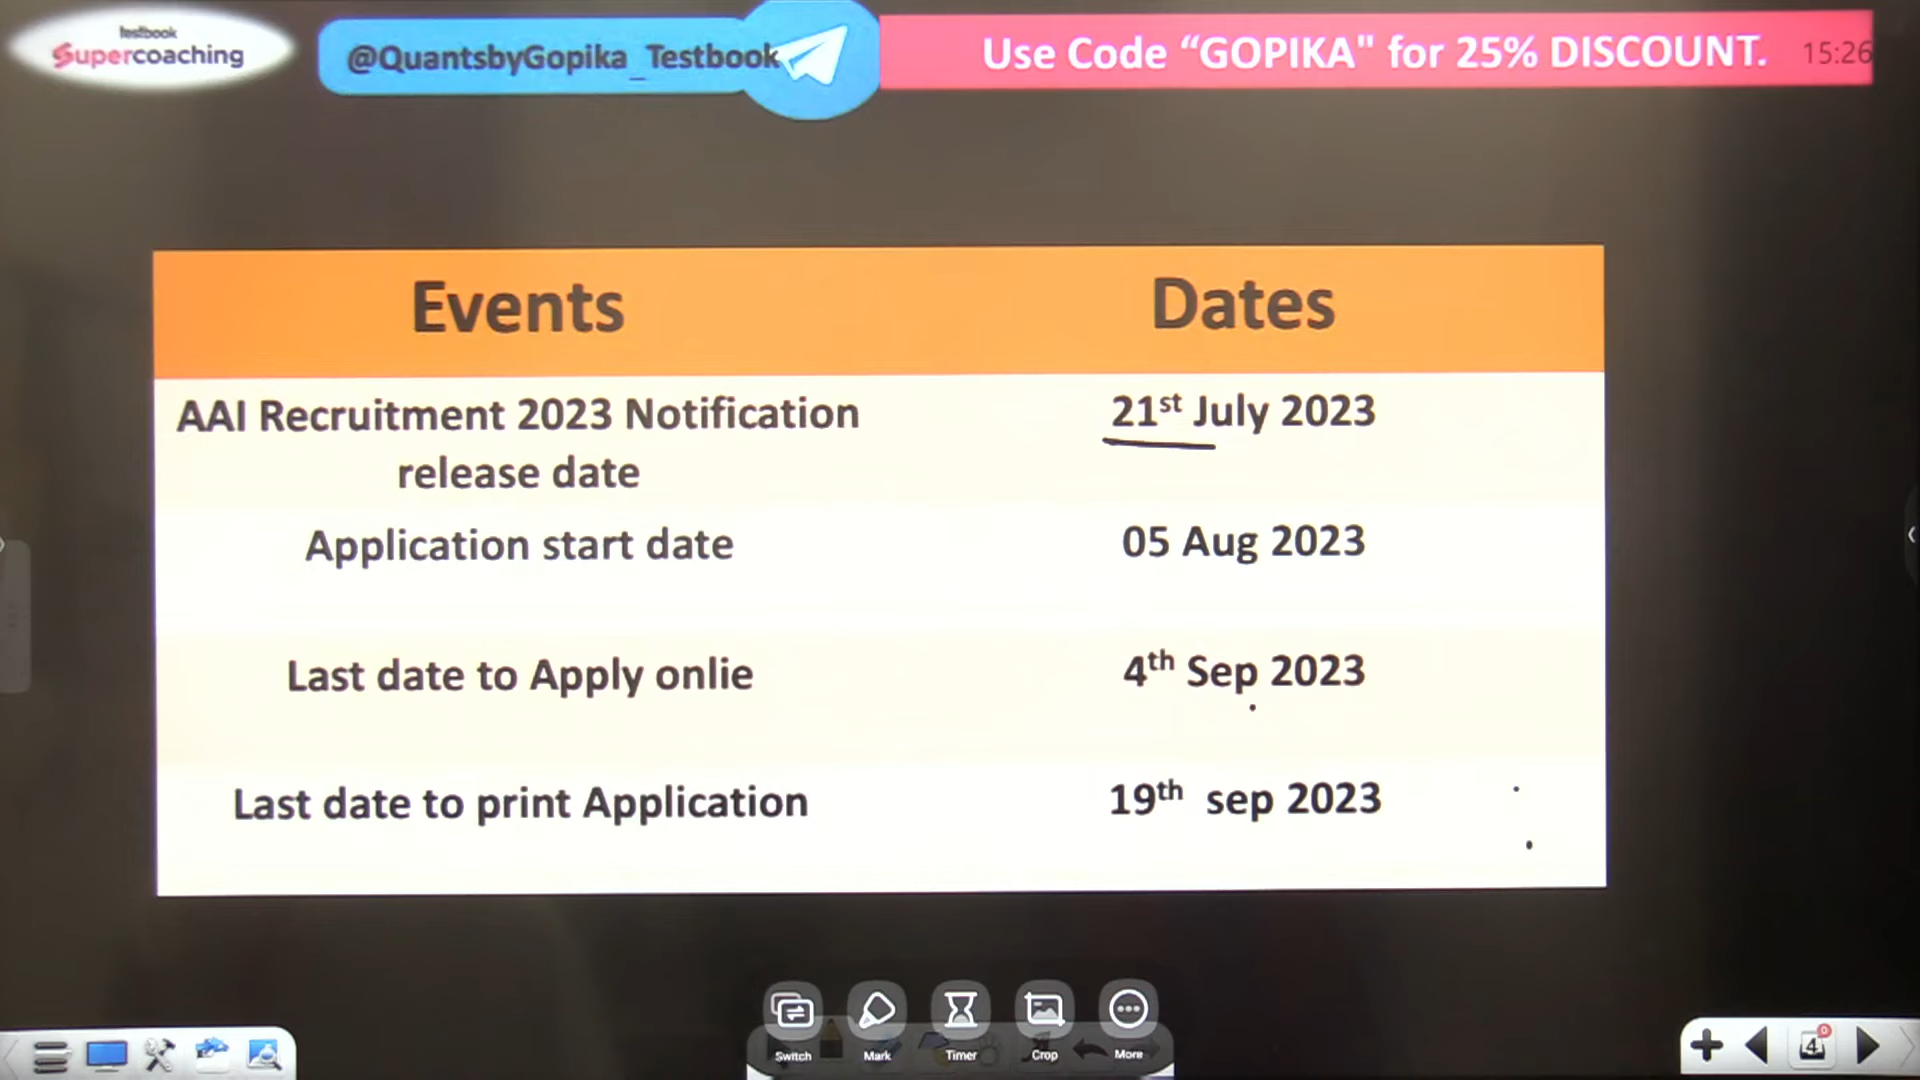 testbook
Supercoaching
@QuantsbyGopika_Testbook
Use Code “GOPIKA" for 25% DISCOUNT.
15:26
Events Dates
AAI Recruitment 2023 Notification 21st July 2023
release date
Application start date 05 Aug 2023
Last date to Apply onlie 4th Sep 2023
Last date to print Application 19th sep 2023
Switch Mark Timer Crop More
4
0